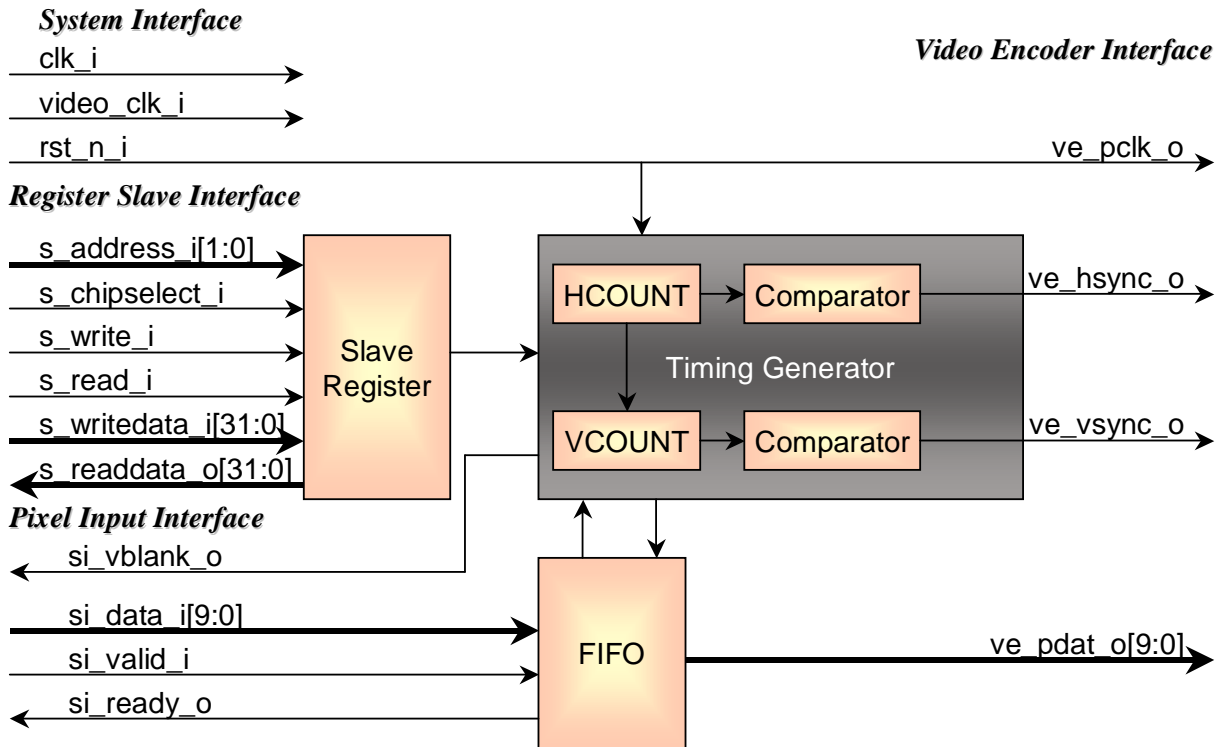 System Interface
Video Encoder Interface
clk_i
video_clk_i
rst_n_i
ve_pclk_o
Register Slave Interface
s_address_i[1:0]
s_chipselect_i
s_write_i
s_read_i
s_writedata_i[31:0]
s_readdata_o[31:0]
Slave
Register
HCOUNT
Comparator
ve_hsync_o
Timing Generator
VCOUNT
Comparator
ve_vsync_o
Pixel Input Interface
si_vblank_o
si_data_i[9:0]
si_valid_i
si_ready_o
FIFO
ve_pdat_o[9:0]